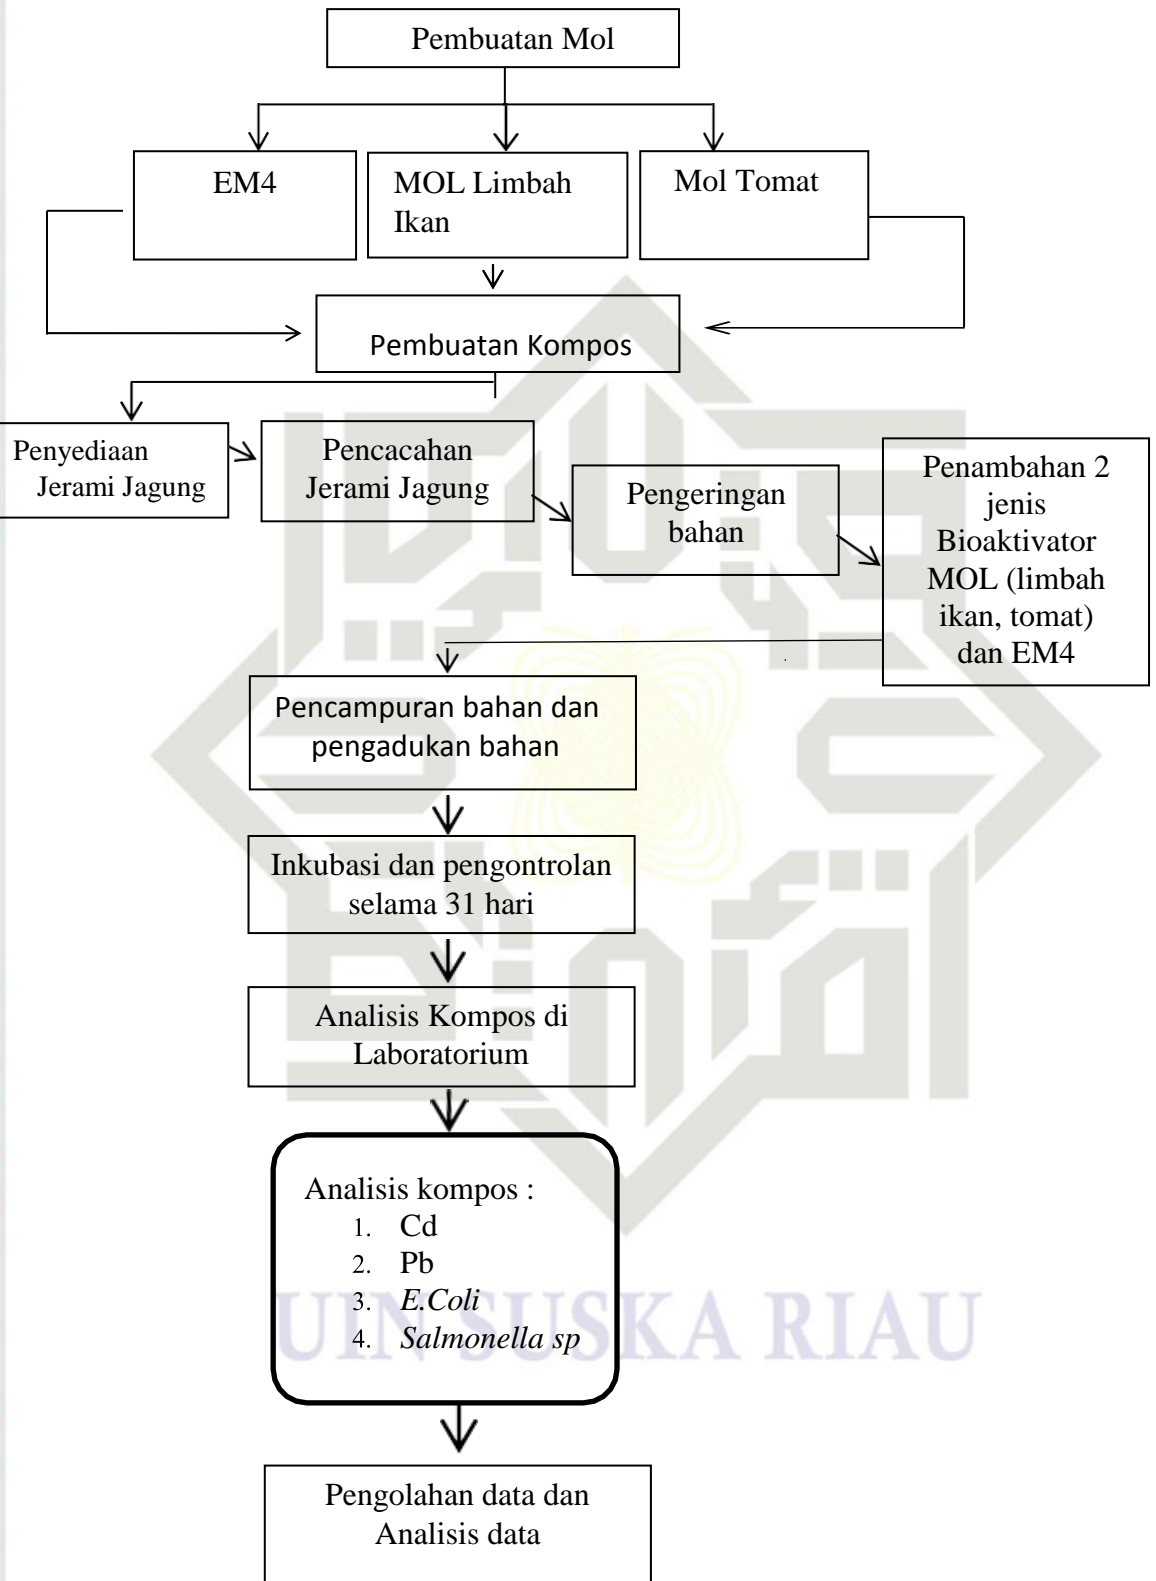 Pembuatan Mol
EM4
MOL Limbah
Ikan
Mol Tomat
Pembuatan Kompos
Penyediaan
Jerami Jagung
Pencacahan
Jerami Jagung
Pengeringan
bahan
Penambahan 2
jenis
Bioaktivator
MOL (limbah
ikan, tomat)
dan EM4
Pencampuran bahan dan
pengadukan bahan
Inkubasi dan pengontrolan
selama 31 hari
Analisis Kompos di
Laboratorium
Analisis kompos :
1. Cd
2. Pb
3. E.Coli
4. Salmonella sp
UIN SUSKA RIAU
Pengolahan data dan
Analisis data